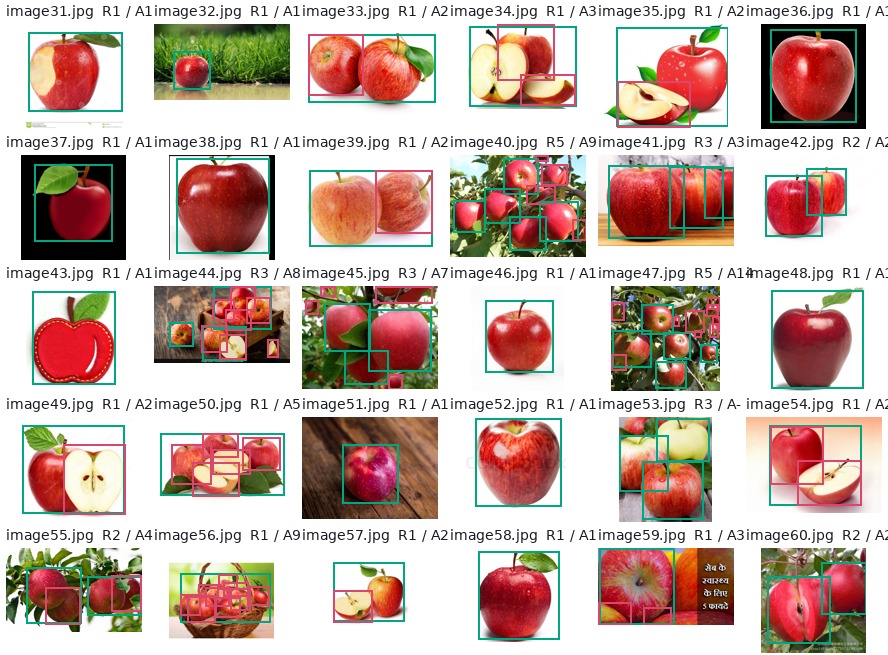 image31.jpg R1 / A1
image32.jpg R1 / A1
image33.jpg R1 / A2
image34.jpg R1 / A3
image35.jpg R1 / A2
image36.jpg R1 / A1
image37.jpg R1 / A1
image38.jpg R1 / A1
image39.jpg R1 / A2
image40.jpg R5 / A9
image41.jpg R3 / A3
image42.jpg R2 / A2
image43.jpg R1 / A1
image44.jpg R3 / A8
image45.jpg R3 / A7
image46.jpg R1 / A1
image47.jpg R5 / A14
image48.jpg R1 / A1
image49.jpg R1 / A2
image50.jpg R1 / A5
image51.jpg R1 / A1
image52.jpg R1 / A1
image53.jpg R3 / A-
image54.jpg R1 / A2
image55.jpg R2 / A4
image56.jpg R1 / A9
image57.jpg R1 / A2
image58.jpg R1 / A1
image59.jpg R1 / A3
image60.jpg R2 / A2
सेब के
स्वास्थ्य
के लिए
5 फायदे